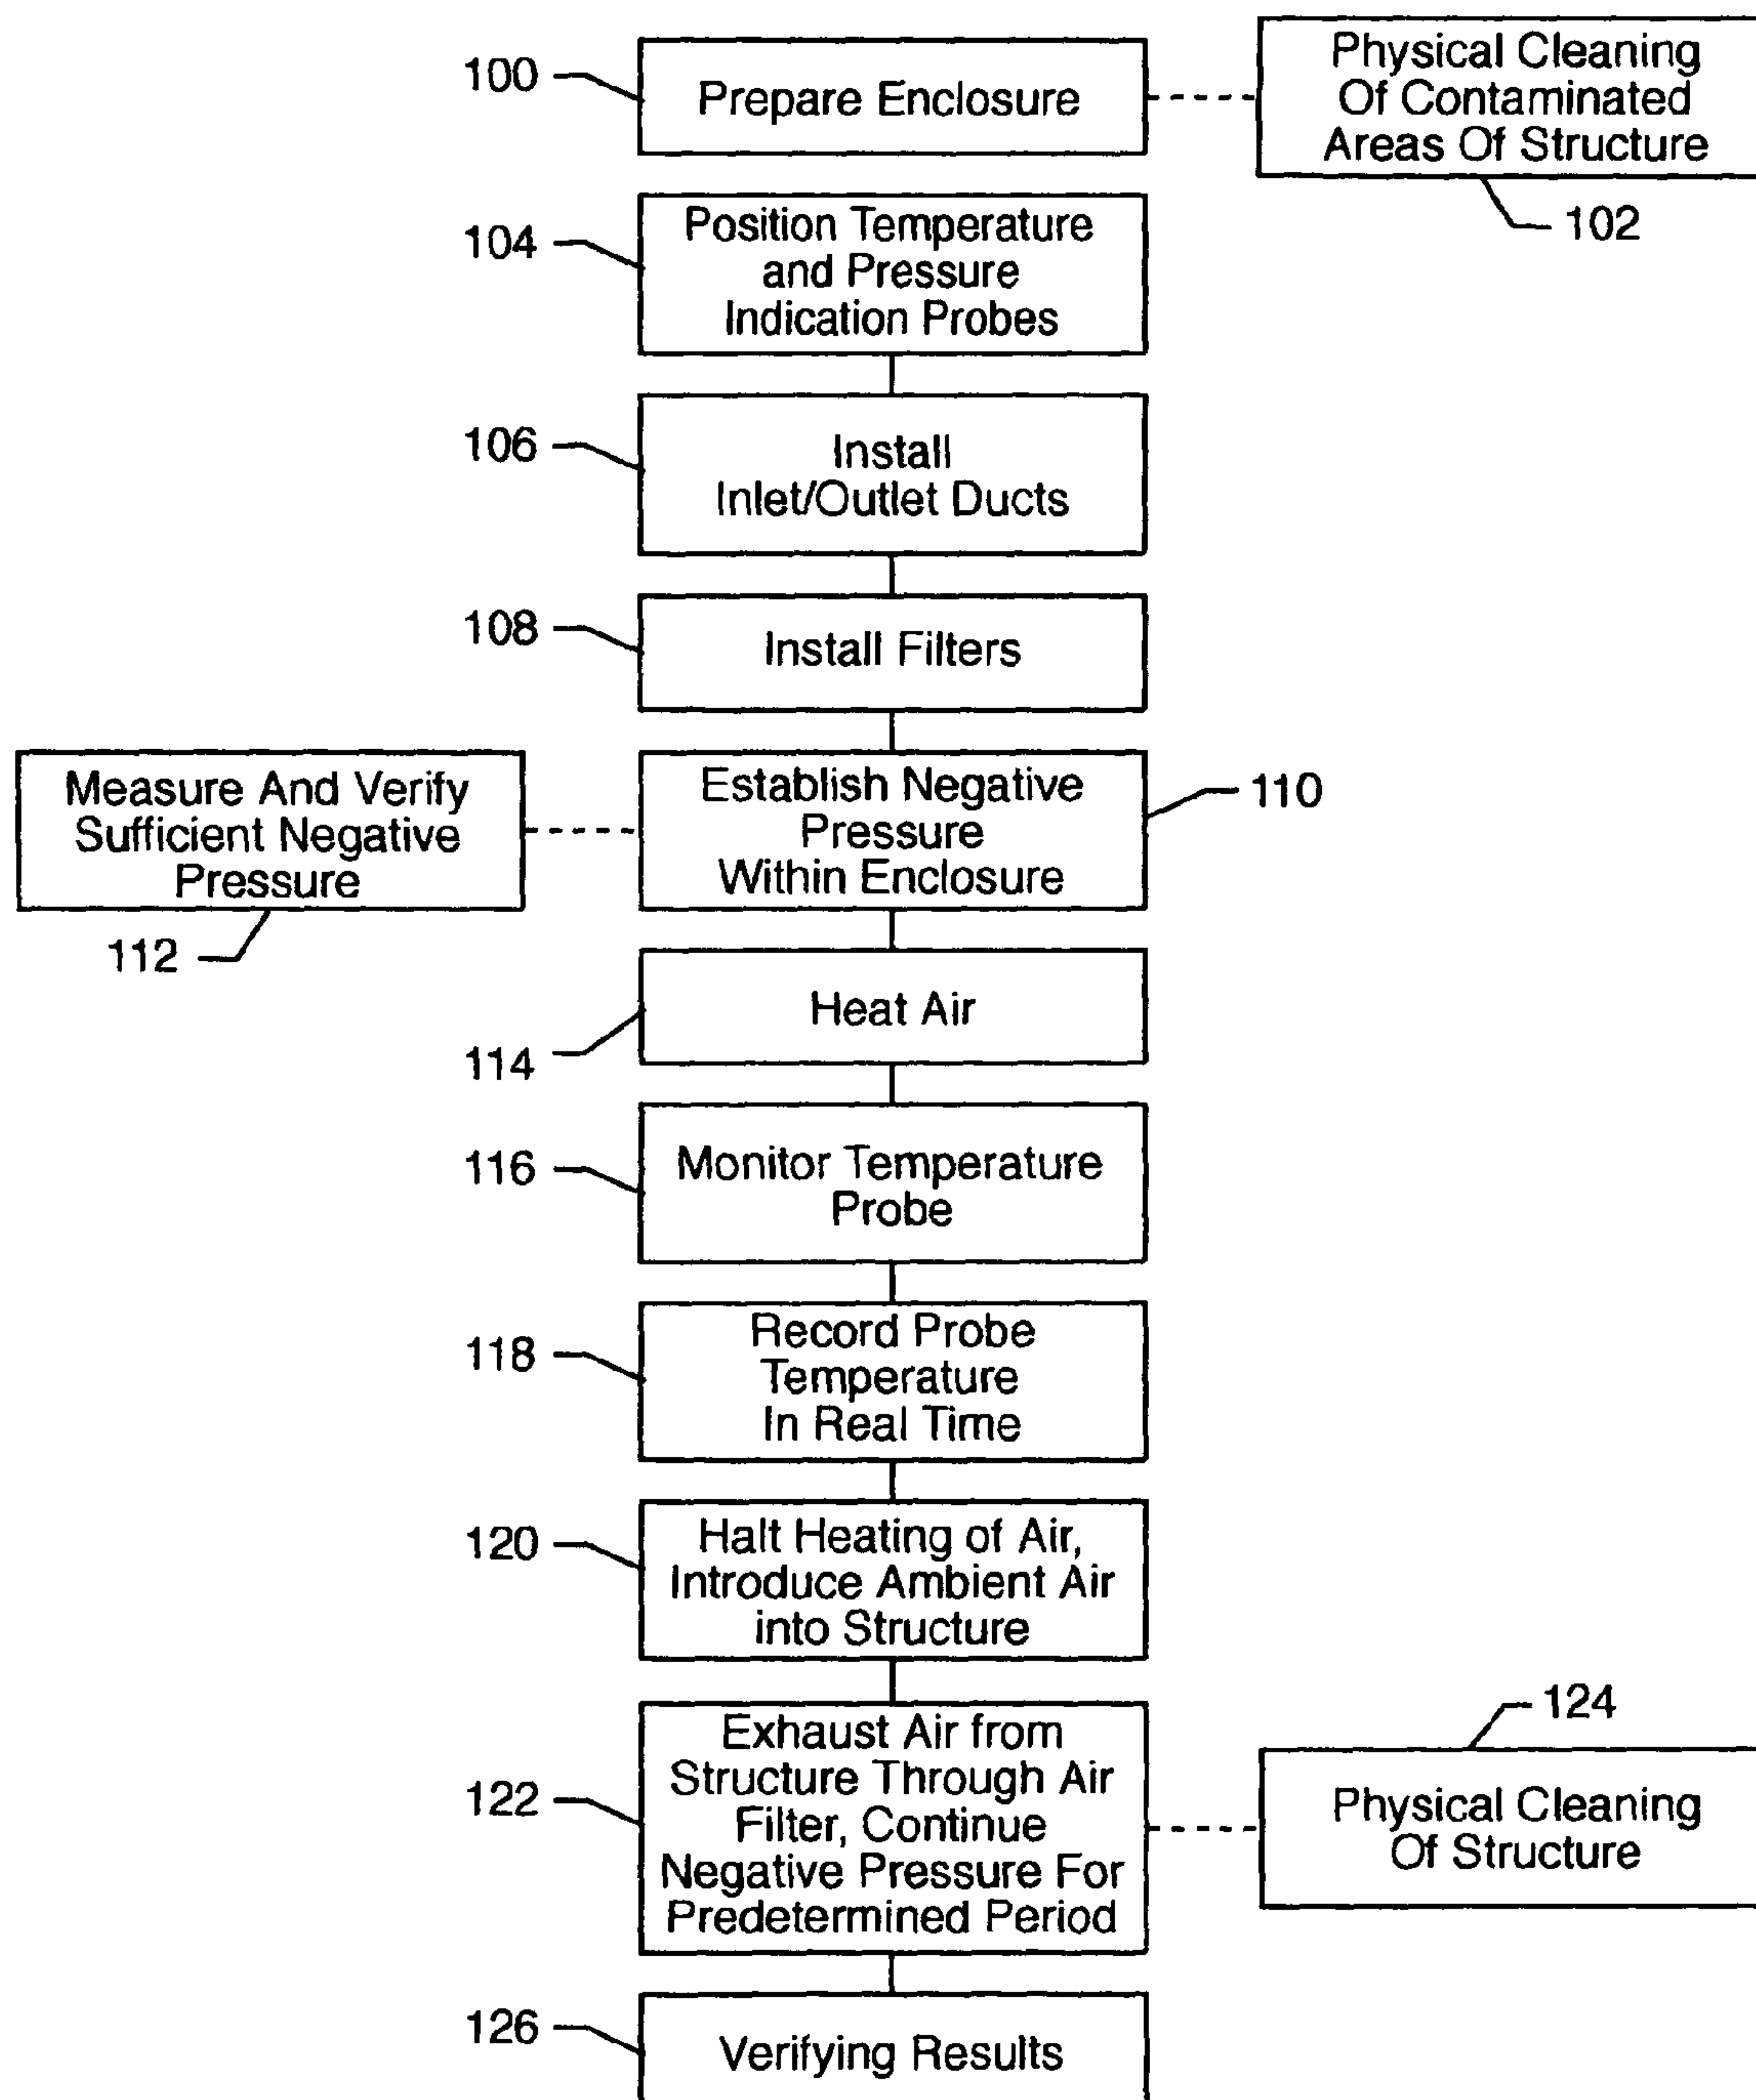 100
Prepare Enclosure
Physical Cleaning
Of Contaminated
Areas Of Structure
102
104
Position Temperature
and Pressure
Indication Probes
106
Install
Inlet/Outlet Ducts
108
Install Filters
Measure And Verify
Sufficient Negative
Pressure
112
Establish Negative
Pressure
Within Enclosure
110
114
Heat Air
116
Monitor Temperature
Probe
118
Record Probe
Temperature
In Real Time
120
Halt Heating of Air,
Introduce Ambient Air
into Structure
122
Exhaust Air from
Structure Through Air
Filter, Continue
Negative Pressure For
Predetermined Period
124
Physical Cleaning
Of Structure
126
Verifying Results